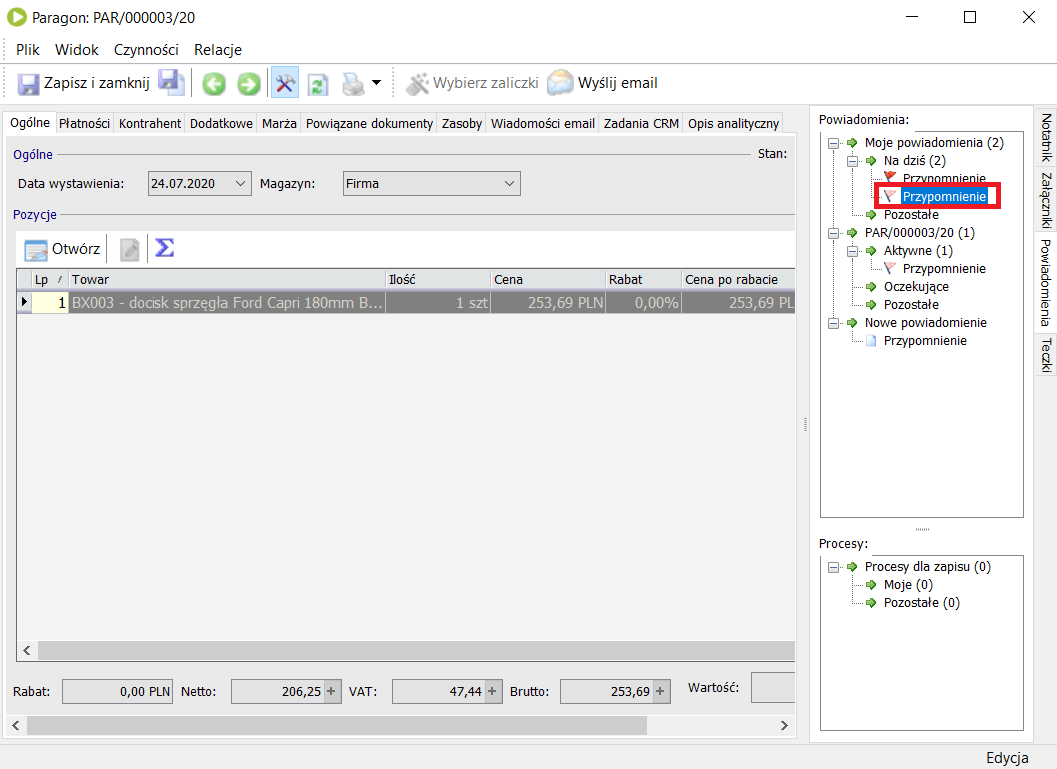 Paragon: PAR/000003/20
Plik Widok Czynności Relacje
Zapisz i zamknij Wybierz zaliczki Wyślij email
Ogólne Płatności Kontrahent Dodatkowe Marża Powiązane dokumenty Zasoby Wiadomości email Zadania CRM Opis analityczny
Ogólne Stan:
Data wystawienia: 24.07.2020 Magazyn: Firma
Pozycje
Otwórz Σ
Lp Towar Ilość Cena Rabat Cena po rabacie
1 BX003 - docisk sprzęgła Ford Capri 180mm B... 1 szt 253,69 PLN 0,00% 253,69 PL
Rabat: 0,00 PLN Netto: 206,25 + VAT: 47,44 + Brutto: 253,69 + Wartość:
Powiadomienia:
Moje powiadomienia (2)
Na dziś (2)
Przypomnienie
Przypomnienie
Pozostałe
PAR/000003/20 (1)
Aktywne (1)
Przypomnienie
Oczekujące
Pozostałe
Nowe powiadomienie
Przypomnienie
Procesy:
Procesy dla zapisu (0)
Moje (0)
Pozostałe (0)
Notatnik
Załączniki
Powiadomienia
Teczki
Edycja